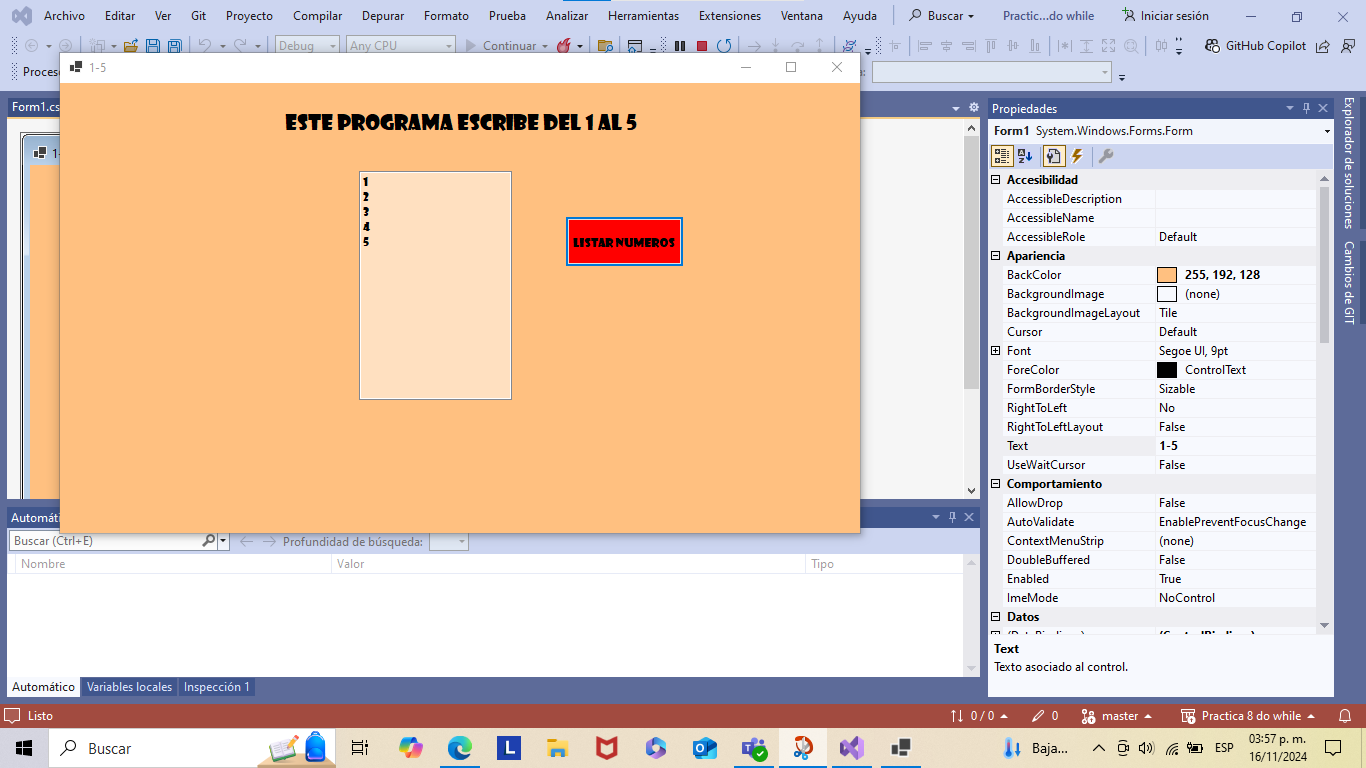 Archivo Editar Ver Git Proyecto Compilar Depurar Formato Prueba Analizar Herramientas Extensiones Ventana Ayuda Buscar Practic...do while Iniciar sesión
Debug Any CPU Continuar GitHub Copilot
Proceso
1-5
Form1.cs
ESTE PROGRAMA ESCRIBE DEL 1 AL 5
1
2
3
4
5
LISTAR NUMEROS
Propiedades
Form1 System.Windows.Forms.Form
Accesibilidad
AccessibleDescription
AccessibleName
AccessibleRole Default
Apariencia
BackColor 255, 192, 128
BackgroundImage (none)
BackgroundImageLayout Tile
Cursor Default
Font Segoe UI, 9pt
ForeColor ControlText
FormBorderStyle Sizable
RightToLeft No
RightToLeftLayout False
Text 1-5
UseWaitCursor False
Comportamiento
AllowDrop False
AutoValidate EnablePreventFocusChange
ContextMenuStrip (none)
DoubleBuffered False
Enabled True
ImeMode NoControl
Datos
Text
Texto asociado al control.
Explorador de soluciones
Cambios de GIT
Buscar (Ctrl+E) Profundidad de búsqueda:
Nombre Valor Tipo
Automático Variables locales Inspección 1
Listo 0 / 0 0 master Practica 8 do while
Buscar L Baja... ESP 03:57 p. m.
16/11/2024